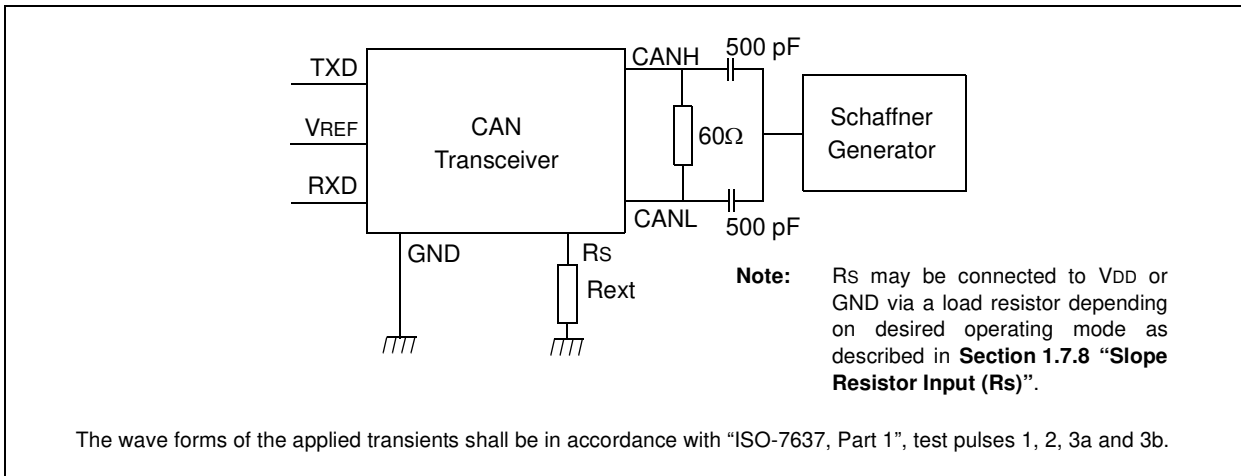 TXD
VREF
RXD
CAN
Transceiver
CANH
CANL
500 pF
60Ω
500 pF
Schaffner
Generator
GND
RS
Rext
Note: RS may be connected to VDD or
GND via a load resistor depending
on desired operating mode as
described in Section 1.7.8 “Slope
Resistor Input (Rs)”.
The wave forms of the applied transients shall be in accordance with “ISO-7637, Part 1”, test pulses 1, 2, 3a and 3b.